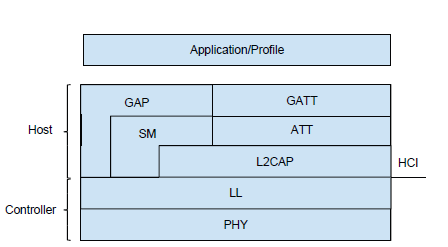 Application/Profile
GAP
GATT
Host
SM
ATT
L2CAP
HCI
LL
Controller
PHY